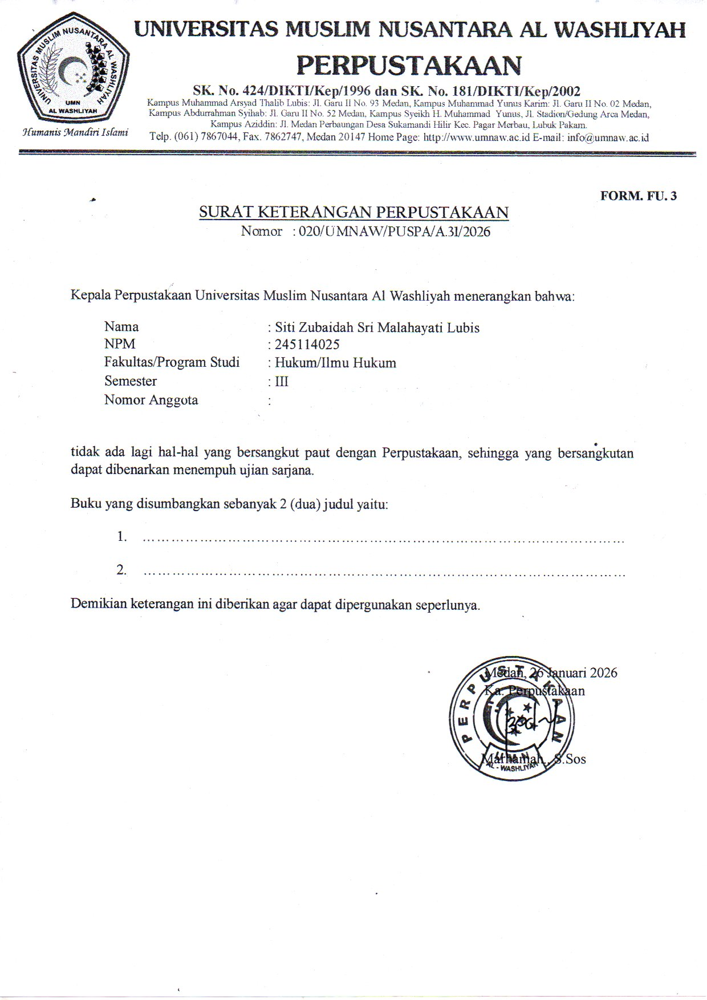 UNIVERSITAS MUSLIM NUSANTARA AL WASHLIYAH
UMN
AL WASHLIYAH
Humanis Mandiri Islami
UNIVERSITAS MUSLIM NUSANTARA AL WASHLIYAH
PERPUSTAKAAN
SK. No. 424/DIKTI/Kep/1996 dan SK. No. 181/DIKTI/Kep/2002
Kampus Muhammad Arsyad Thalib Lubis: Jl. Garu II No. 93 Medan, Kampus Muhammad Yunus Karim: Jl. Garu II No. 02 Medan,
Kampus Abdurrahman Syihab: Jl. Garu II No. 52 Medan, Kampus Syeikh H. Muhammad Yunus, Jl. Stadion/Gedung Arca Medan,
Kampus Aziddin: Jl. Medan Perbaungan Desa Sukamandi Hilir Kec. Pagar Merbau, Lubuk Pakam.
Telp. (061) 7867044, Fax. 7862747, Medan 20147 Home Page: http://www.umnaw.ac.id E-mail: info@umnaw.ac.id
FORM. FU. 3
SURAT KETERANGAN PERPUSTAKAAN
Nomor : 020/UMNAW/PUSPA/A.31/2026
Kepala Perpustakaan Universitas Muslim Nusantara Al Washliyah menerangkan bahwa:
Nama : Siti Zubaidah Sri Malahayati Lubis
NPM : 245114025
Fakultas/Program Studi : Hukum/Ilmu Hukum
Semester : III
Nomor Anggota :
tidak ada lagi hal-hal yang bersangkut paut dengan Perpustakaan, sehingga yang bersangkutan
dapat dibenarkan menempuh ujian sarjana.
Buku yang disumbangkan sebanyak 2 (dua) judul yaitu:
1. ……………………………………………………………………………………
2. ……………………………………………………………………………………
Demikian keterangan ini diberikan agar dapat dipergunakan seperlunya.
Medan, 26 Januari 2026
Ka. Perpustakaan
PERPUSTAKAAN
UMN
AL - WASHLIYAH
Marhamah., S.Sos